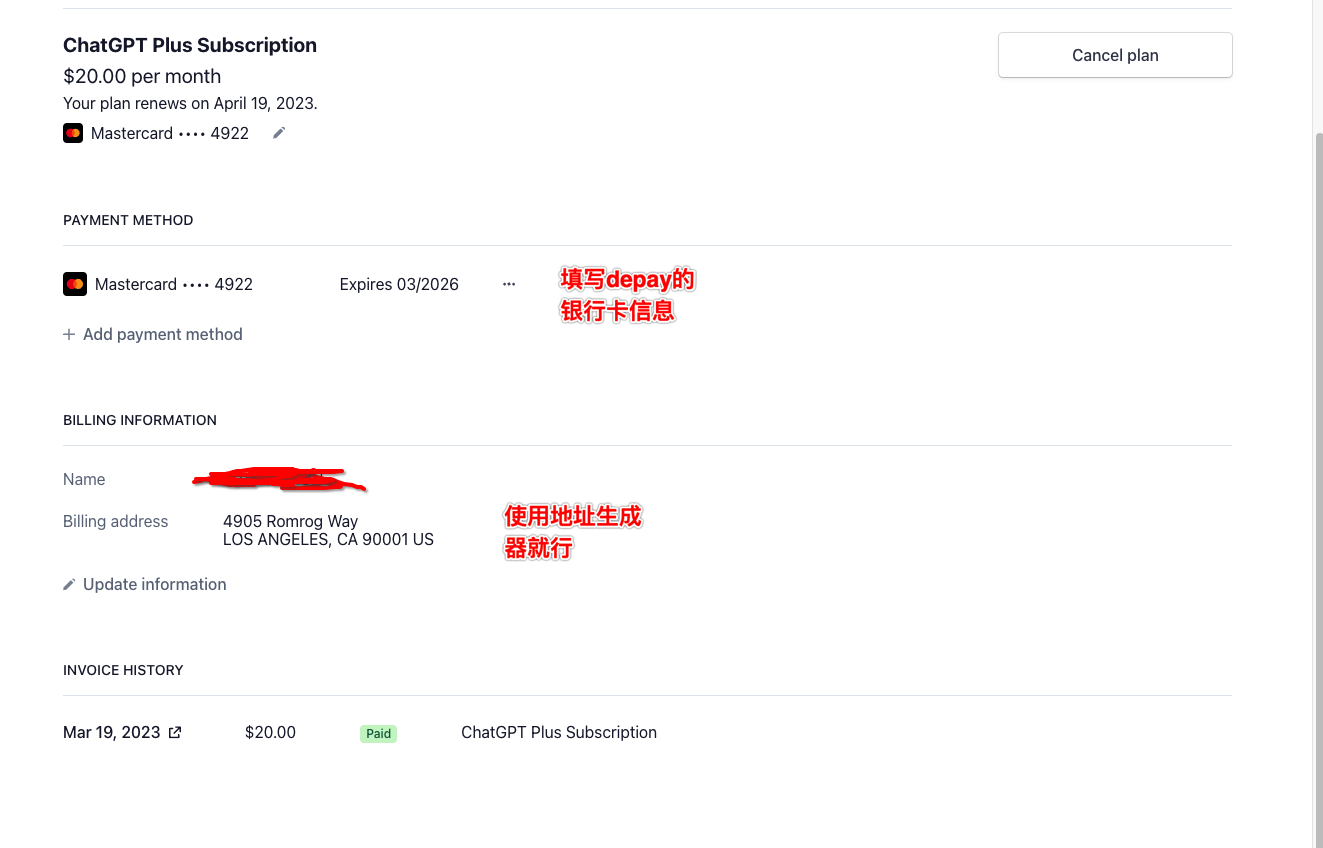 ChatGPT Plus Subscription
Cancel plan
$20.00 per month
Your plan renews on April 19, 2023.
Mastercard •••• 4922
PAYMENT METHOD
Mastercard •••• 4922 Expires 03/2026 ···
填写depay的
银行卡信息
+ Add payment method
BILLING INFORMATION
Name
Billing address 4905 Romrog Way
LOS ANGELES, CA 90001 US
使用地址生成
器就行
Update information
INVOICE HISTORY
Mar 19, 2023 $20.00 Paid ChatGPT Plus Subscription